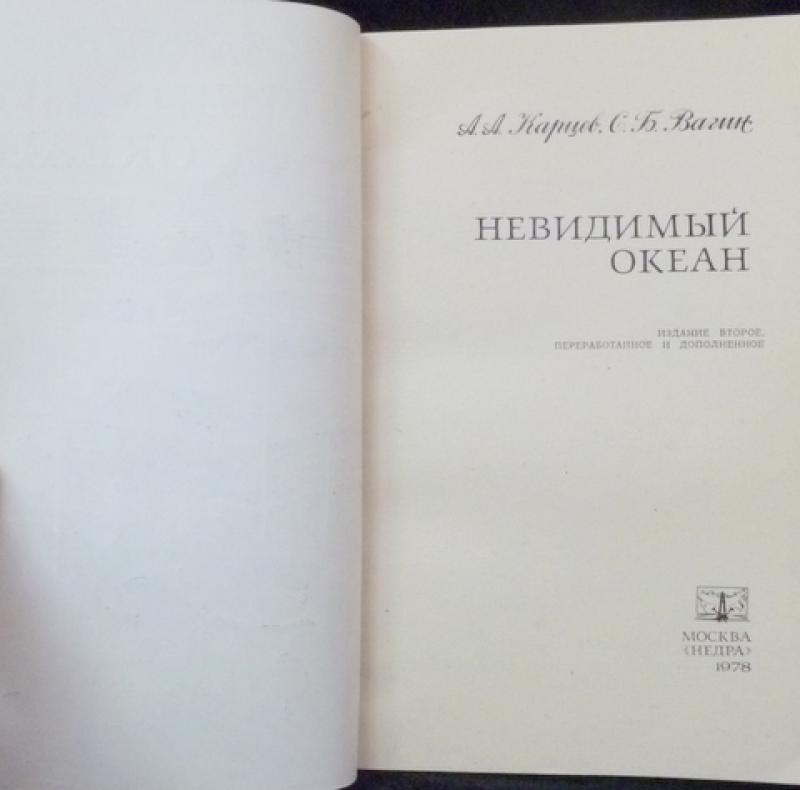 А. А. Карцев, С. Б. Вагин
НЕВИДИМЫЙ
ОКЕАН
ИЗДАНИЕ ВТОРОЕ,
ПЕРЕРАБОТАННОЕ И ДОПОЛНЕННОЕ
МОСКВА
«НЕДРА»
1978